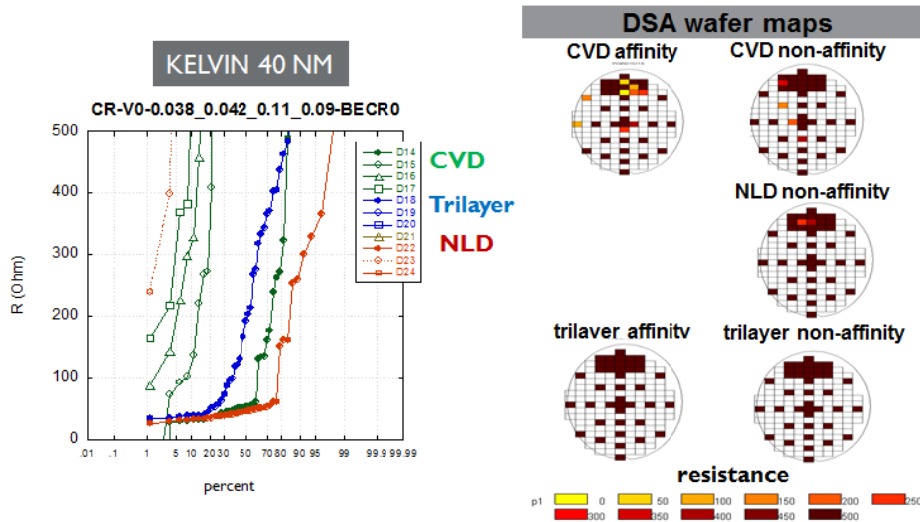 KELVIN 40 NM
CR-V0-0.038_0.042_0.11_0.09-BECR0
500
400
300
200
100
0
R (Ohm)
.01 .1 1 5 10 20 30 50 70 80 90 95 99 99.9 99.99
percent
D14
D15
D16
D17
D18
D19
D20
D21
D22
D23
D24
CVD
Trilayer
NLD
DSA wafer maps
CVD affinity CVD non-affinity
NLD non-affinity
trilayer affinity trilayer non-affinity
resistance
p1 0 50 100 150 200 250
300 350 400 450 500